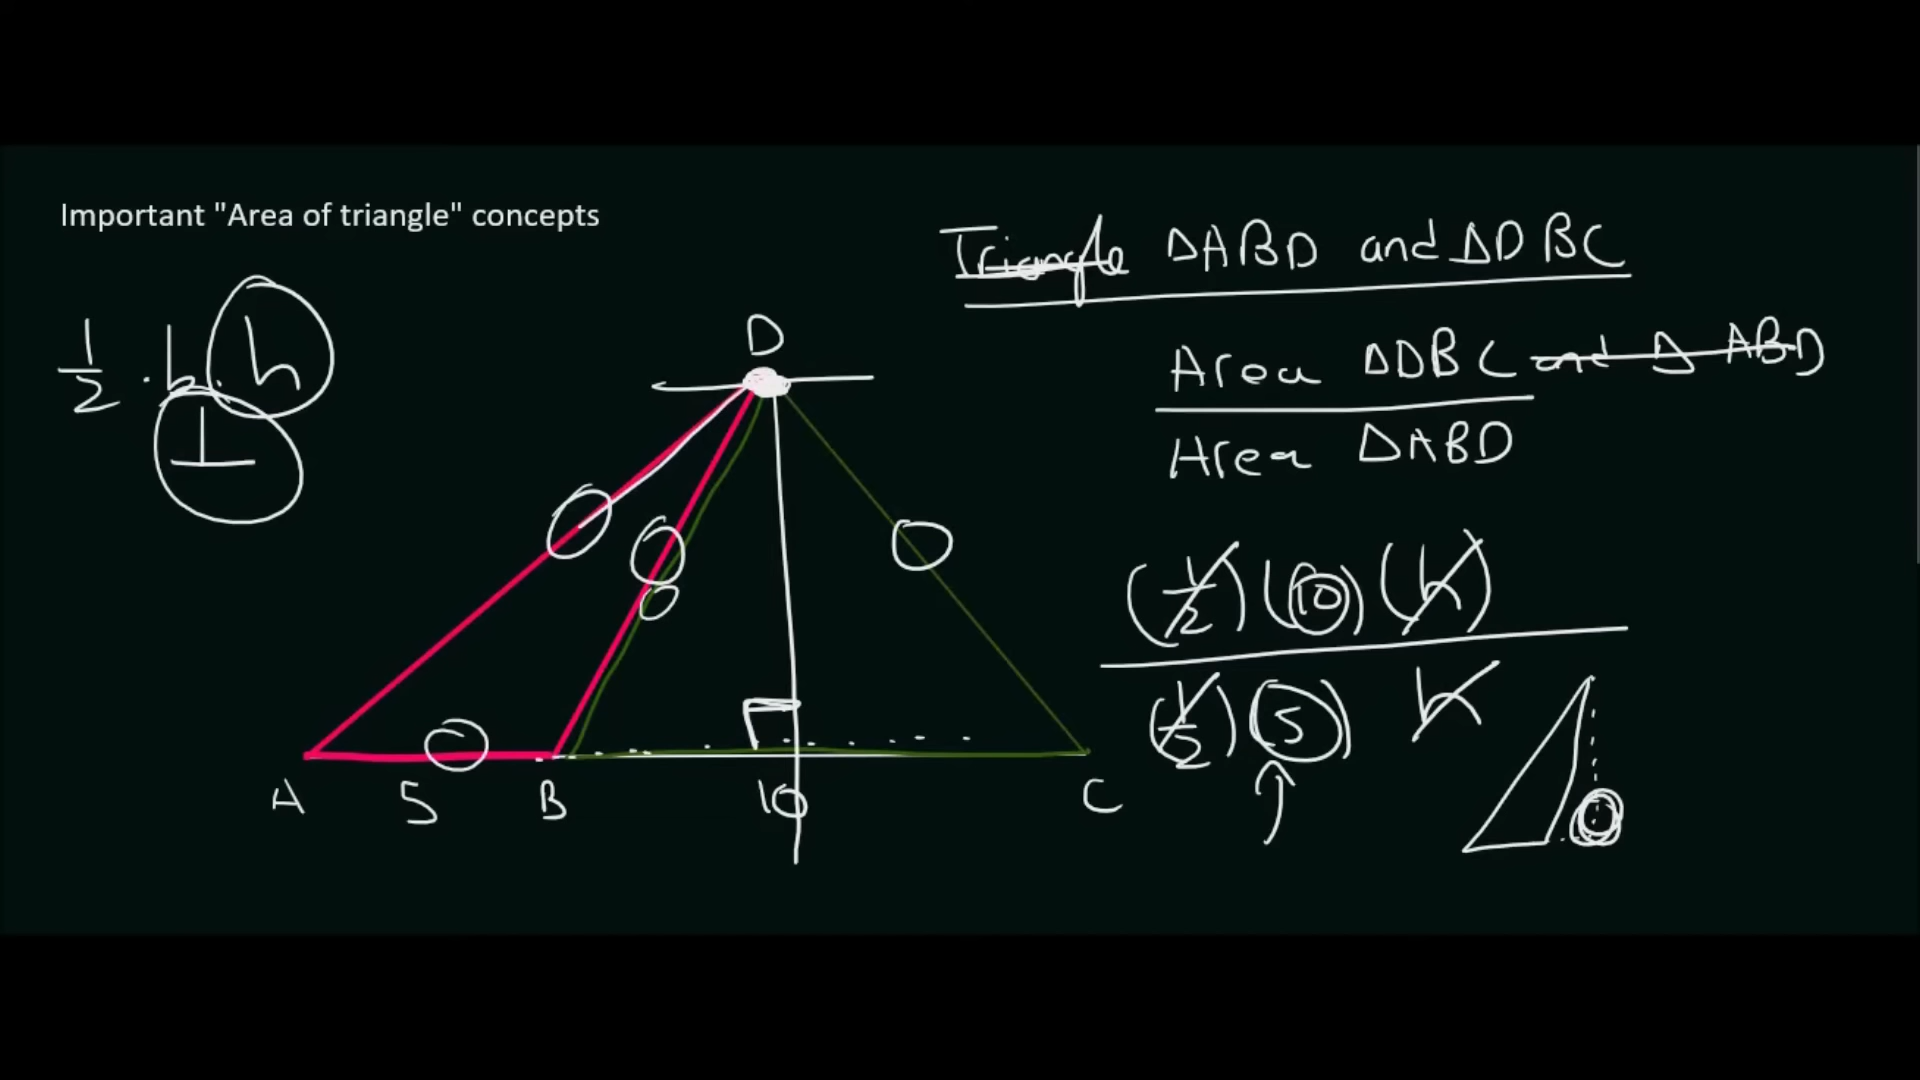 Important "Area of triangle" concepts
Triangle ΔABD and ΔDBC
1/2 · b · h
⊥
D
Area ΔDBC and Δ ABD
Area ΔABD
(1/2) (10) (h)
(1/2) (5) h
A 5 B 10 C